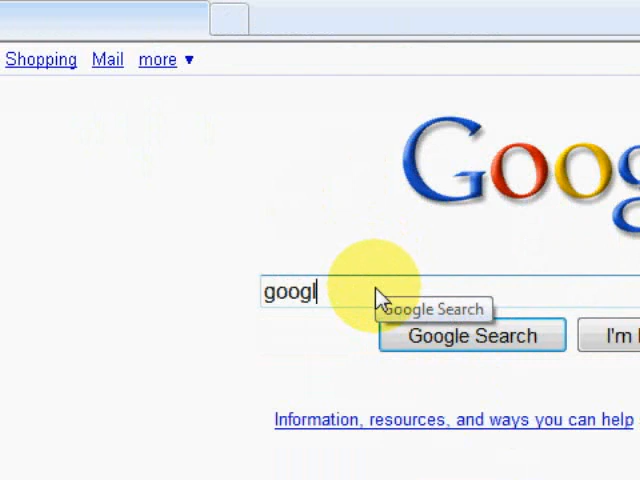 Shopping Mail more ▼
Goog
googl
Google Search
Google Search I'm
Information, resources, and ways you can help